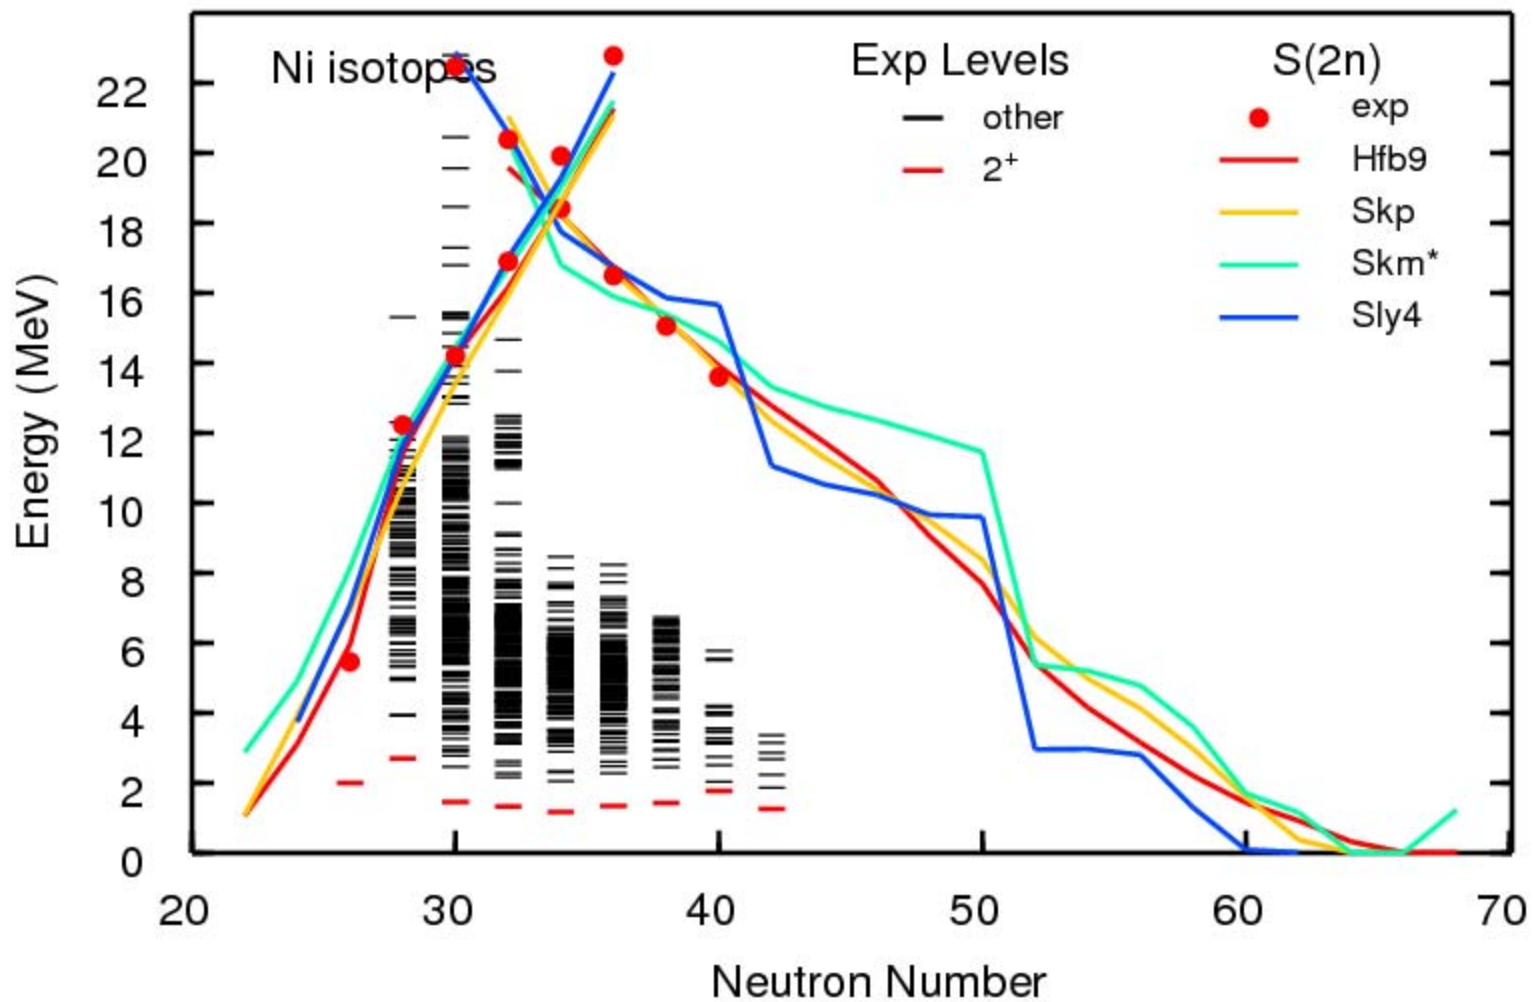 Ni isotopes
Exp Levels
other
2⁺
S(2n)
exp
Hfb9
Skp
Skm*
Sly4
Energy (MeV)
22
20
18
16
14
12
10
8
6
4
2
0
20 30 40 50 60 70
Neutron Number